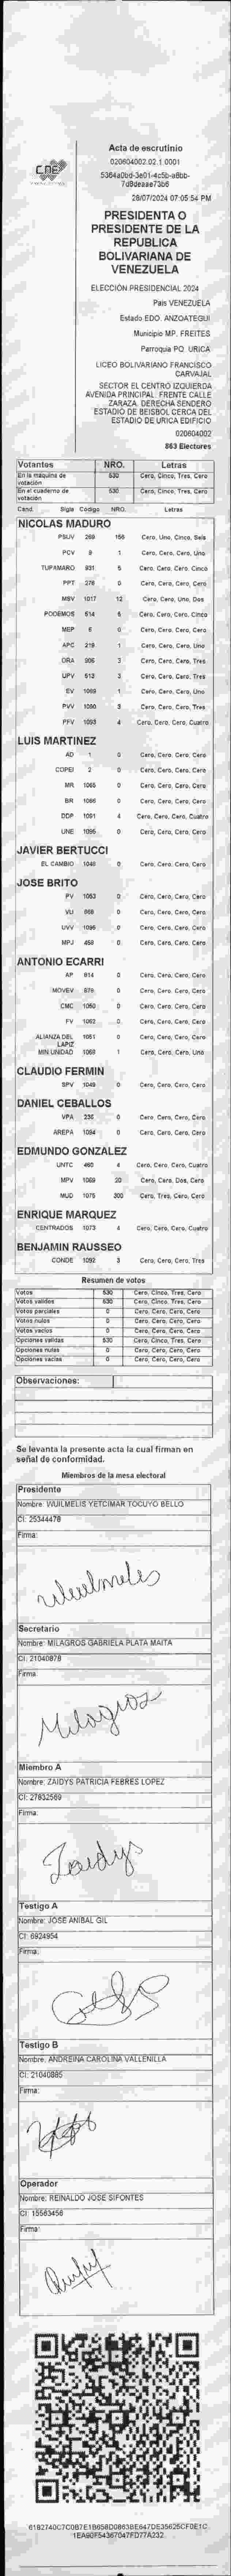 Acta de escrutinio
020604002.02.1.0001
28/07/2024 07:05:54 PM
CNE
PRESIDENTA O
PRESIDENTE DE LA
REPUBLICA
BOLIVARIANA DE
VENEZUELA
ELECCIÓN PRESIDENCIAL 2024
País VENEZUELA
Estado EDO. ANZOATEGUI
Municipio MP. FREITES
Parroquia PQ. URICA
LICEO BOLIVARIANO FRANCISCO
CARVAJAL
SECTOR EL CENTRO IZQUIERDA
AVENIDA PRINCIPAL. FRENTE CALLE
ZARAZA. DERECHA SENDERO
ESTADIO DE BEISBOL CERCA DEL
ESTADIO DE URICA EDIFICIO
020604002
863 Electores
Votantes NRO. Letras
En la máquina de votación 530 Cero, Cinco, Tres, Cero
En el cuaderno de votación 530 Cero, Cinco, Tres, Cero
Cand. Sigla Código NRO. Letras
NICOLAS MADURO
PSUV 269 156 Cero, Uno, Cinco, Seis
PCV 9 1 Cero, Cero, Cero, Uno
TUPAMARO 931 5 Cero, Cero, Cero, Cinco
PPT 276 0 Cero, Cero, Cero, Cero
MSV 1017 12 Cero, Cero, Uno, Dos
PODEMOS 514 5 Cero, Cero, Cero, Cinco
MEP 6 0 Cero, Cero, Cero, Cero
APC 219 1 Cero, Cero, Cero, Uno
ORA 906 3 Cero, Cero, Cero, Tres
UPV 513 3 Cero, Cero, Cero, Tres
EV 1069 1 Cero, Cero, Cero, Uno
PVV 1090 3 Cero, Cero, Cero, Tres
PFV 1093 4 Cero, Cero, Cero, Cuatro
LUIS MARTINEZ
AD 1 0 Cero, Cero, Cero, Cero
COPEI 2 0 Cero, Cero, Cero, Cero
MR 1065 0 Cero, Cero, Cero, Cero
BR 1066 0 Cero, Cero, Cero, Cero
DDP 1091 4 Cero, Cero, Cero, Cuatro
UNE 1095 0 Cero, Cero, Cero, Cero
JAVIER BERTUCCI
EL CAMBIO 1048 0 Cero, Cero, Cero, Cero
JOSE BRITO
PV 1053 0 Cero, Cero, Cero, Cero
VU 868 0 Cero, Cero, Cero, Cero
UVV 0 Cero, Cero, Cero, Cero
MPJ 458 0 Cero, Cero, Cero, Cero
ANTONIO ECARRI
AP 914 0 Cero, Cero, Cero, Cero
MOVEV 878 0 Cero, Cero, Cero, Cero
CMC 1050 0 Cero, Cero, Cero, Cero
FV 1062 0 Cero, Cero, Cero, Cero
ALIANZA DEL LAPIZ 1051 0 Cero, Cero, Cero, Cero
MIN UNIDAD 1068 1 Cero, Cero, Cero, Uno
CLAUDIO FERMIN
SPV 1049 0 Cero, Cero, Cero, Cero
DANIEL CEBALLOS
VPA 236 0 Cero, Cero, Cero, Cero
AREPA 1094 0 Cero, Cero, Cero, Cero
EDMUNDO GONZALEZ
UNTC 460 4 Cero, Cero, Cero, Cuatro
MPV 1069 20 Cero, Cero, Dos, Cero
MUD 1075 300 Cero, Tres, Cero, Cero
ENRIQUE MARQUEZ
CENTRADOS 1073 4 Cero, Cero, Cero, Cuatro
BENJAMIN RAUSSEO
CONDE 1092 3 Cero, Cero, Cero, Tres
Resumen de votos
Votos 530 Cero, Cinco, Tres, Cero
Votos validos 530 Cero, Cinco, Tres, Cero
Votos parciales 0 Cero, Cero, Cero, Cero
Votos nulos 0 Cero, Cero, Cero, Cero
Votos vacíos 0 Cero, Cero, Cero, Cero
Opciones validas 530 Cero, Cinco, Tres, Cero
Opciones nulas 0 Cero, Cero, Cero, Cero
Opciones vacías 0 Cero, Cero, Cero, Cero
Observaciones:
Se levanta la presente acta la cual firman en
señal de conformidad.
Miembros de la mesa electoral
Presidente
Nombre: WUILMELIS YETCIMAR TOCUYO BELLO
CI: 25344478
Firma:
Wuilmelis
Secretario
Nombre: MILAGROS GABRIELA PLATA MAITA
CI: 21040878
Firma:
Milagros
Miembro A
Nombre: ZAIDYS PATRICIA FEBRES LOPEZ
CI: 27832569
Firma:
Zaidys
Testigo A
Nombre: JOSE ANIBAL GIL
CI: 6924954
Firma:
Testigo B
Nombre: ANDREINA CAROLINA VALLENILLA
CI: 21040885
Firma:
Operador
Nombre: REINALDO JOSE SIFONTES
CI: 15563456
Firma: